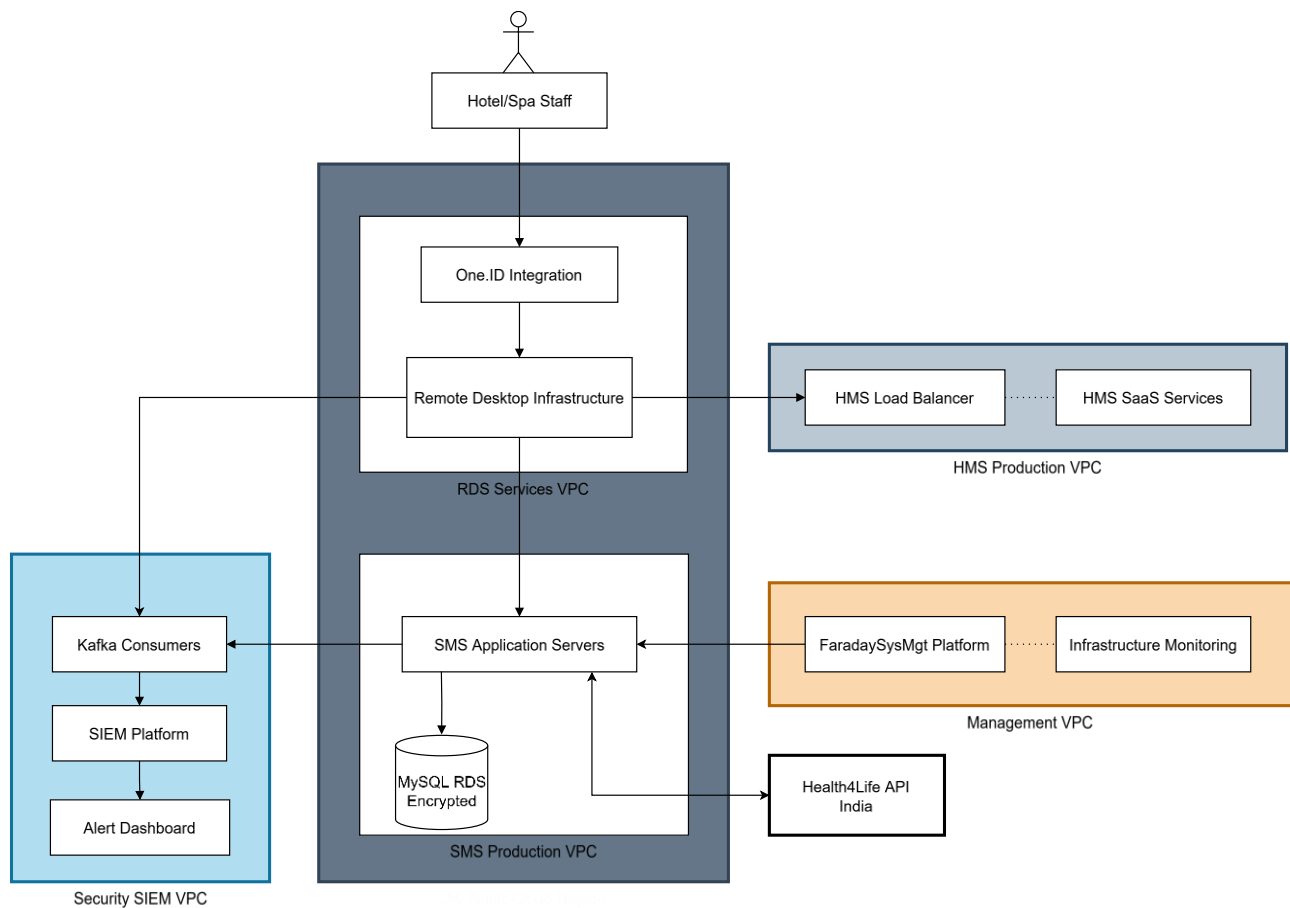 Hotel/Spa Staff
One.ID Integration
Remote Desktop Infrastructure
RDS Services VPC
HMS Load Balancer
HMS SaaS Services
HMS Production VPC
Kafka Consumers
SIEM Platform
Alert Dashboard
Security SIEM VPC
SMS Application Servers
MySQL RDS
Encrypted
SMS Production VPC
FaradaySysMgt Platform
Infrastructure Monitoring
Management VPC
Health4Life API
India